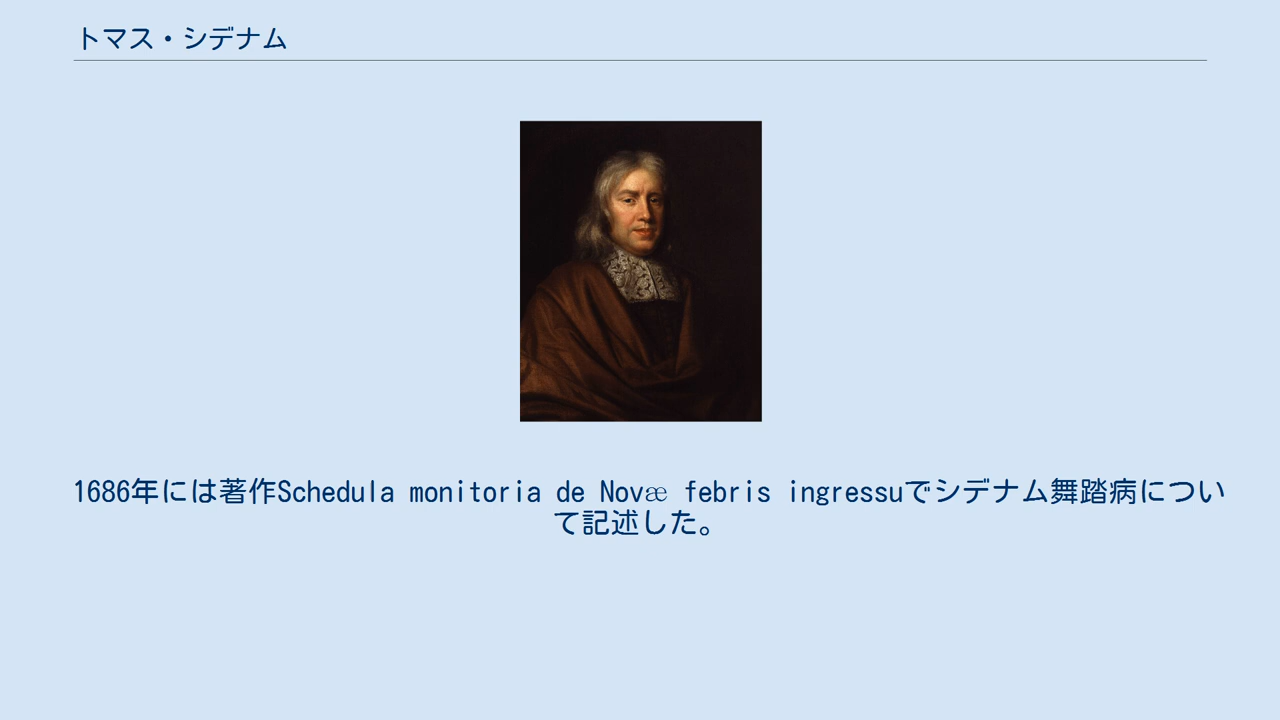 トマス・シデナム
1686年には著作Schedula monitoria de Novæ febris ingressuでシデナム舞踏病につい
て記述した。